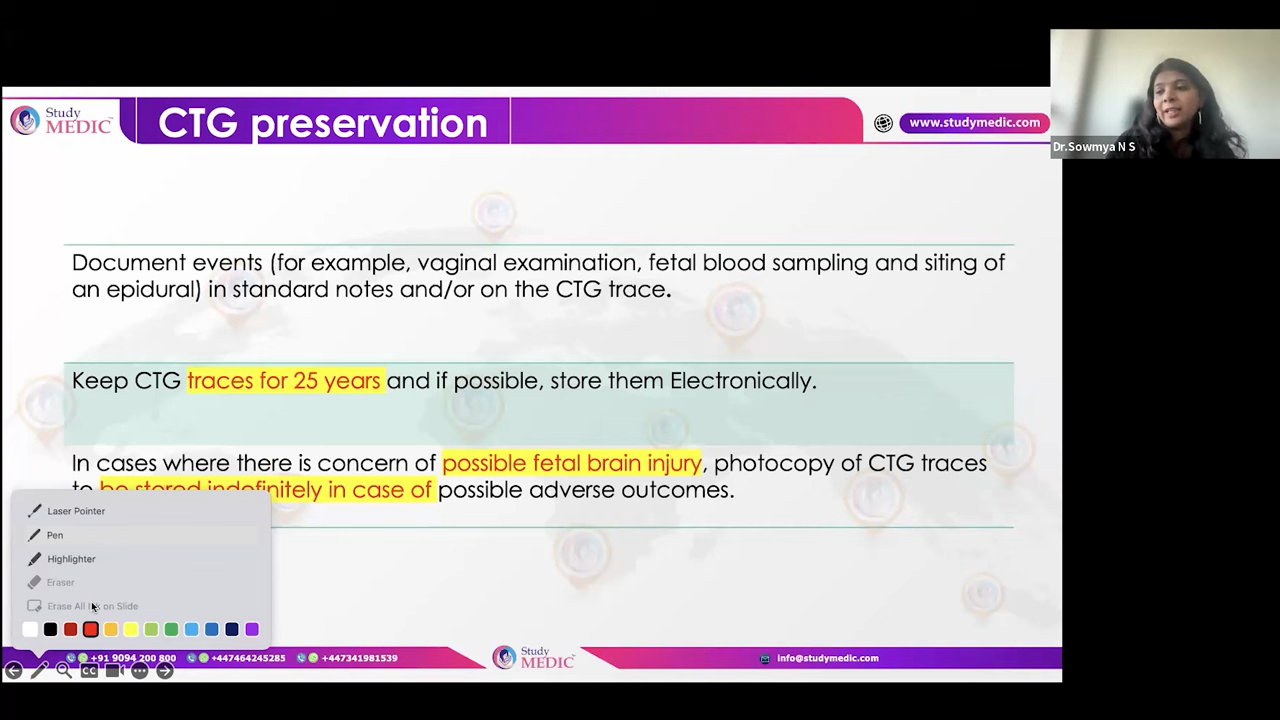 Study
MEDIC
CTG preservation
www.studymedic.com
Dr.Sowmya N S
Document events (for example, vaginal examination, fetal blood sampling and siting of
an epidural) in standard notes and/or on the CTG trace.
Keep CTG traces for 25 years and if possible, store them Electronically.
In cases where there is concern of possible fetal brain injury, photocopy of CTG traces
to be stored indefinitely in case of possible adverse outcomes.
Laser Pointer
Pen
Highlighter
Eraser
Erase All Ink on Slide
+91 9094 200 800
+447464245285
+447341981539
Study
MEDIC
info@studymedic.com
CC